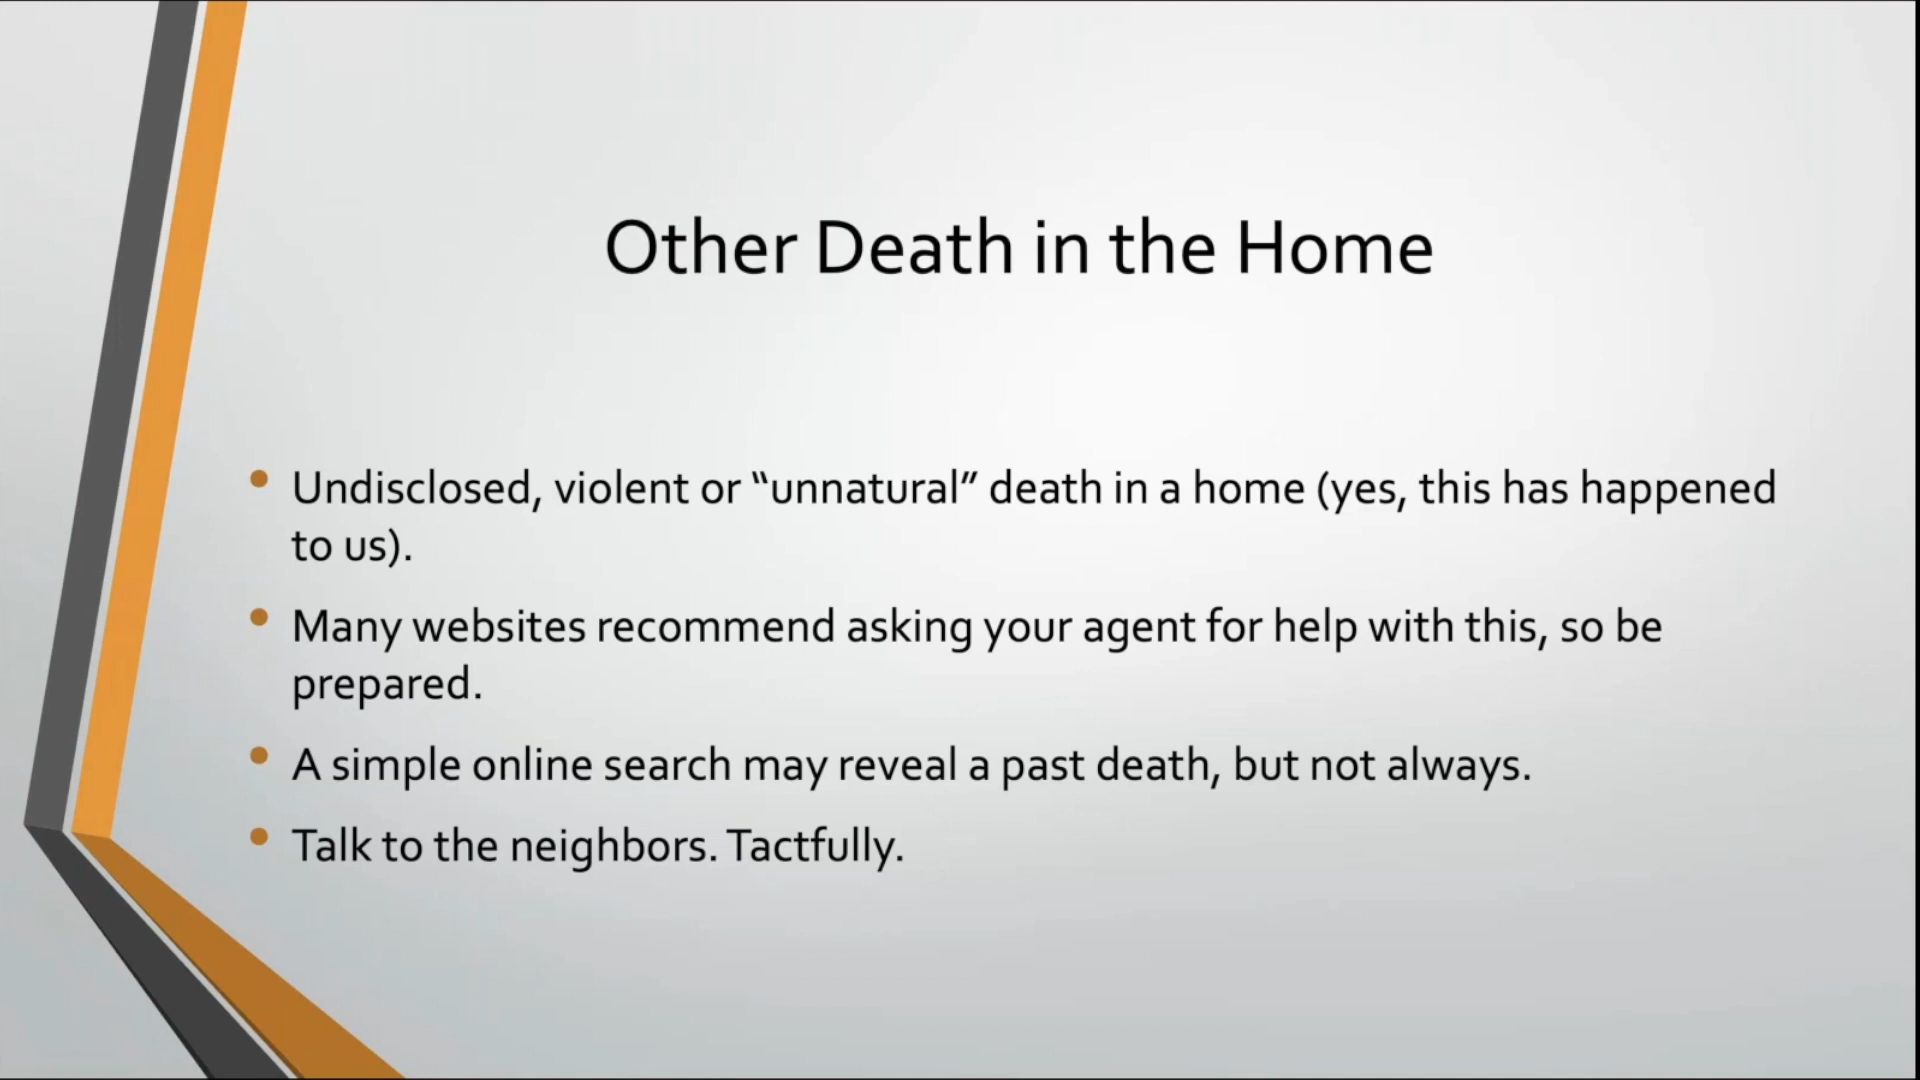 Other Death in the Home
• Undisclosed, violent or “unnatural” death in a home (yes, this has happened
to us).
• Many websites recommend asking your agent for help with this, so be
prepared.
• A simple online search may reveal a past death, but not always.
• Talk to the neighbors. Tactfully.